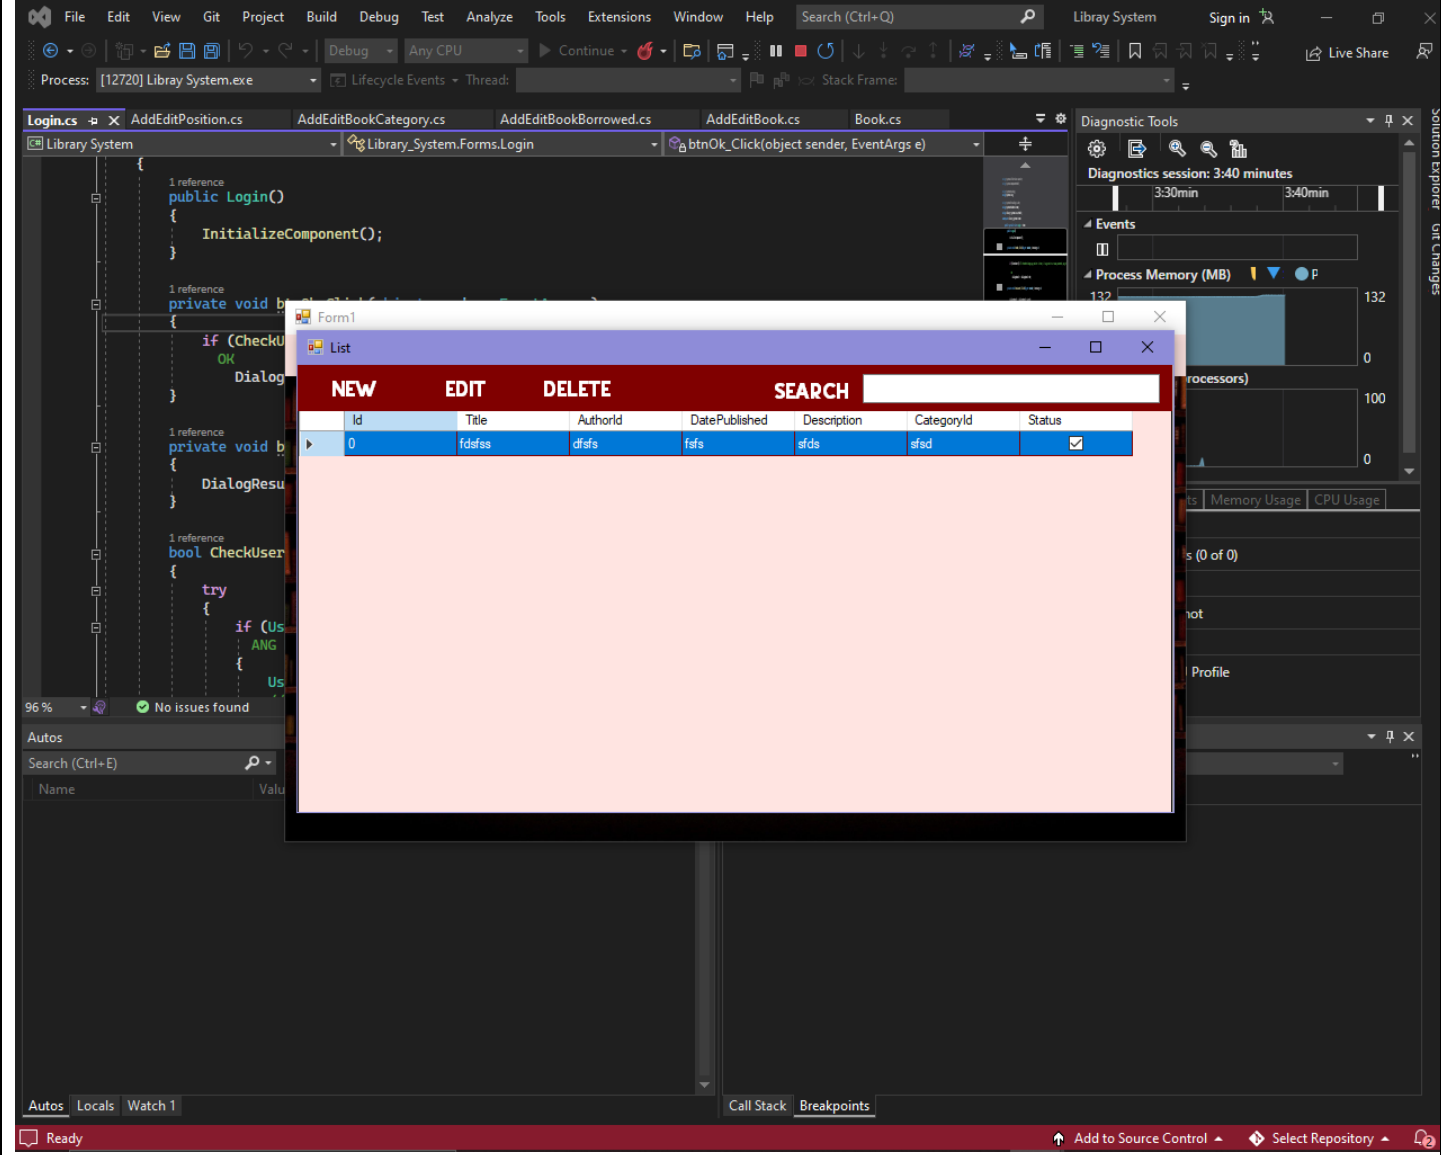 File Edit View Git Project Build Debug Test Analyze Tools Extensions Window Help Search (Ctrl+Q) Libray System Sign in
Debug Any CPU Continue Live Share
Process: [12720] Libray System.exe Lifecycle Events Thread: Stack Frame:
Login.cs AddEditPosition.cs AddEditBookCategory.cs AddEditBookBorrowed.cs AddEditBook.cs Book.cs
Library System Library_System.Forms.Login btnOk_Click(object sender, EventArgs e)
{
1 reference
public Login()
{
InitializeComponent();
}
1 reference
private void b
{
if (CheckU
OK
Dialog
}
1 reference
private void b
{
DialogResu
}
1 reference
bool CheckUser
{
try
{
if (Us
ANG
{
Us
96 % No issues found
Form1
List
NEW EDIT DELETE SEARCH
Id Title AuthorId DatePublished Description CategoryId Status
0 fdsfss dfsfs fsfs sfds sfsd
Diagnostic Tools
Diagnostics session: 3:40 minutes
3:30min 3:40min
Events
Process Memory (MB) P
132 132
0
rocessors)
100
0
ts Memory Usage CPU Usage
s (0 of 0)
hot
Profile
Solution Explorer
Git Changes
Autos
Search (Ctrl+E)
Name Valu
Autos Locals Watch 1
Call Stack Breakpoints
Ready Add to Source Control Select Repository 2